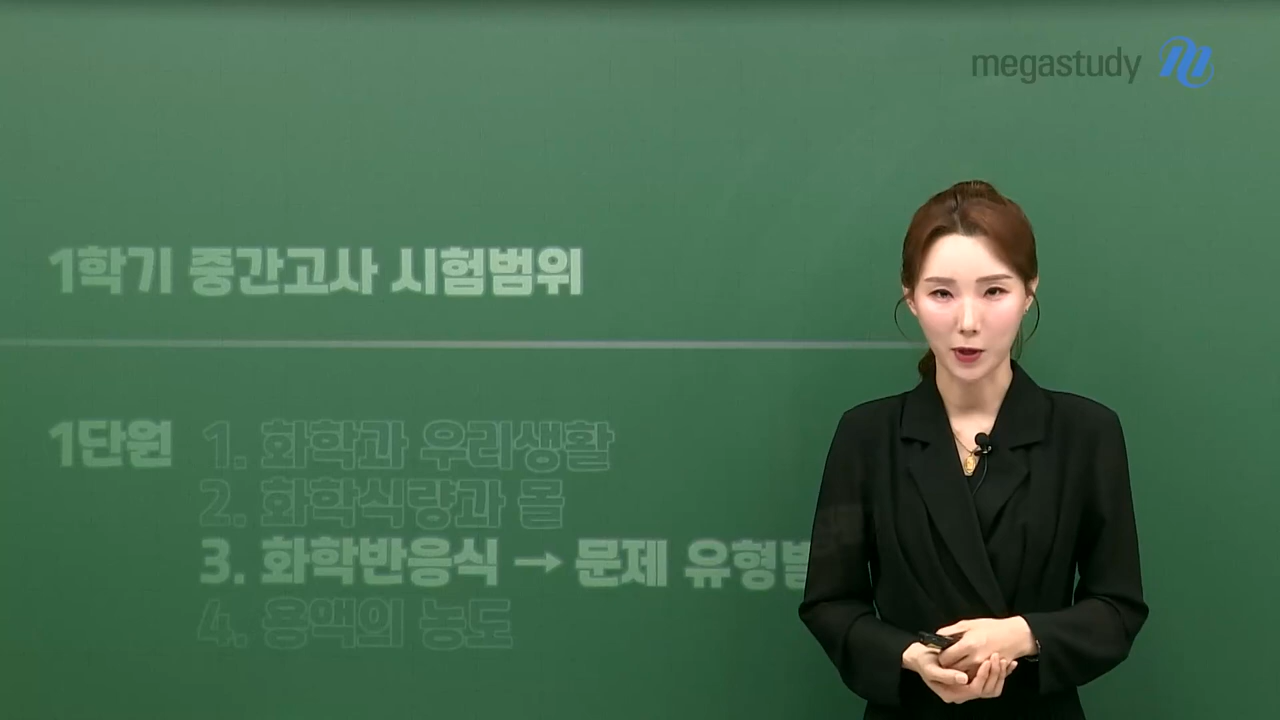 megastudy
1학기 중간고사 시험범위
1단원 1. 화학과 우리생활
2. 화학식량과 몰
3. 화학반응식 → 문제 유형별
4. 용액의 농도